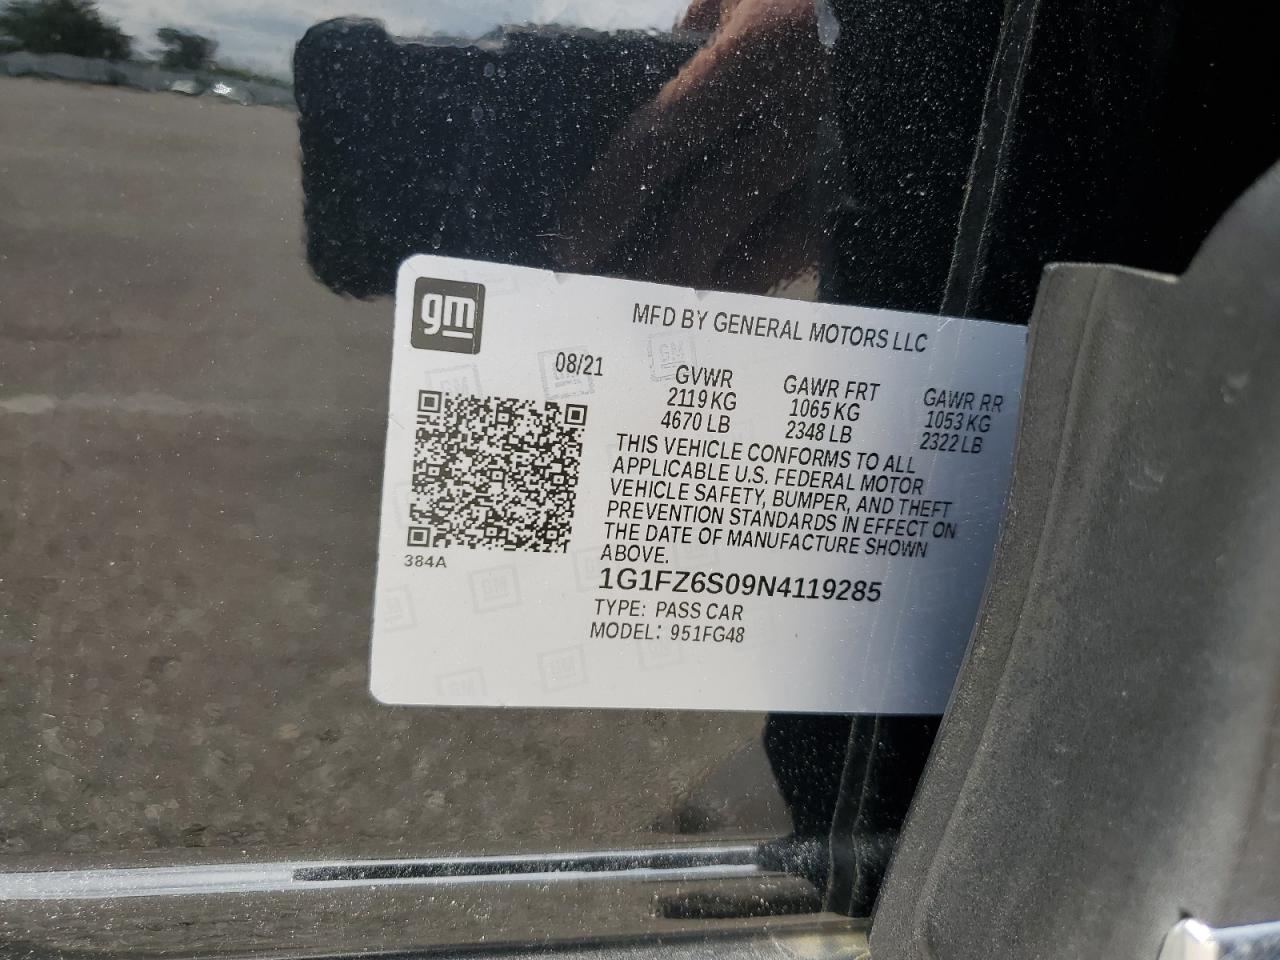 gm
MFD BY GENERAL MOTORS LLC
08/21
GVWR
2119 KG
4670 LB
GAWR FRT
1065 KG
2348 LB
GAWR RR
1053 KG
2322 LB
THIS VEHICLE CONFORMS TO ALL
APPLICABLE U.S. FEDERAL MOTOR
VEHICLE SAFETY, BUMPER, AND THEFT
PREVENTION STANDARDS IN EFFECT ON
THE DATE OF MANUFACTURE SHOWN
ABOVE.
384A
1G1FZ6S09N4119285
TYPE: PASS CAR
MODEL: 951FG48